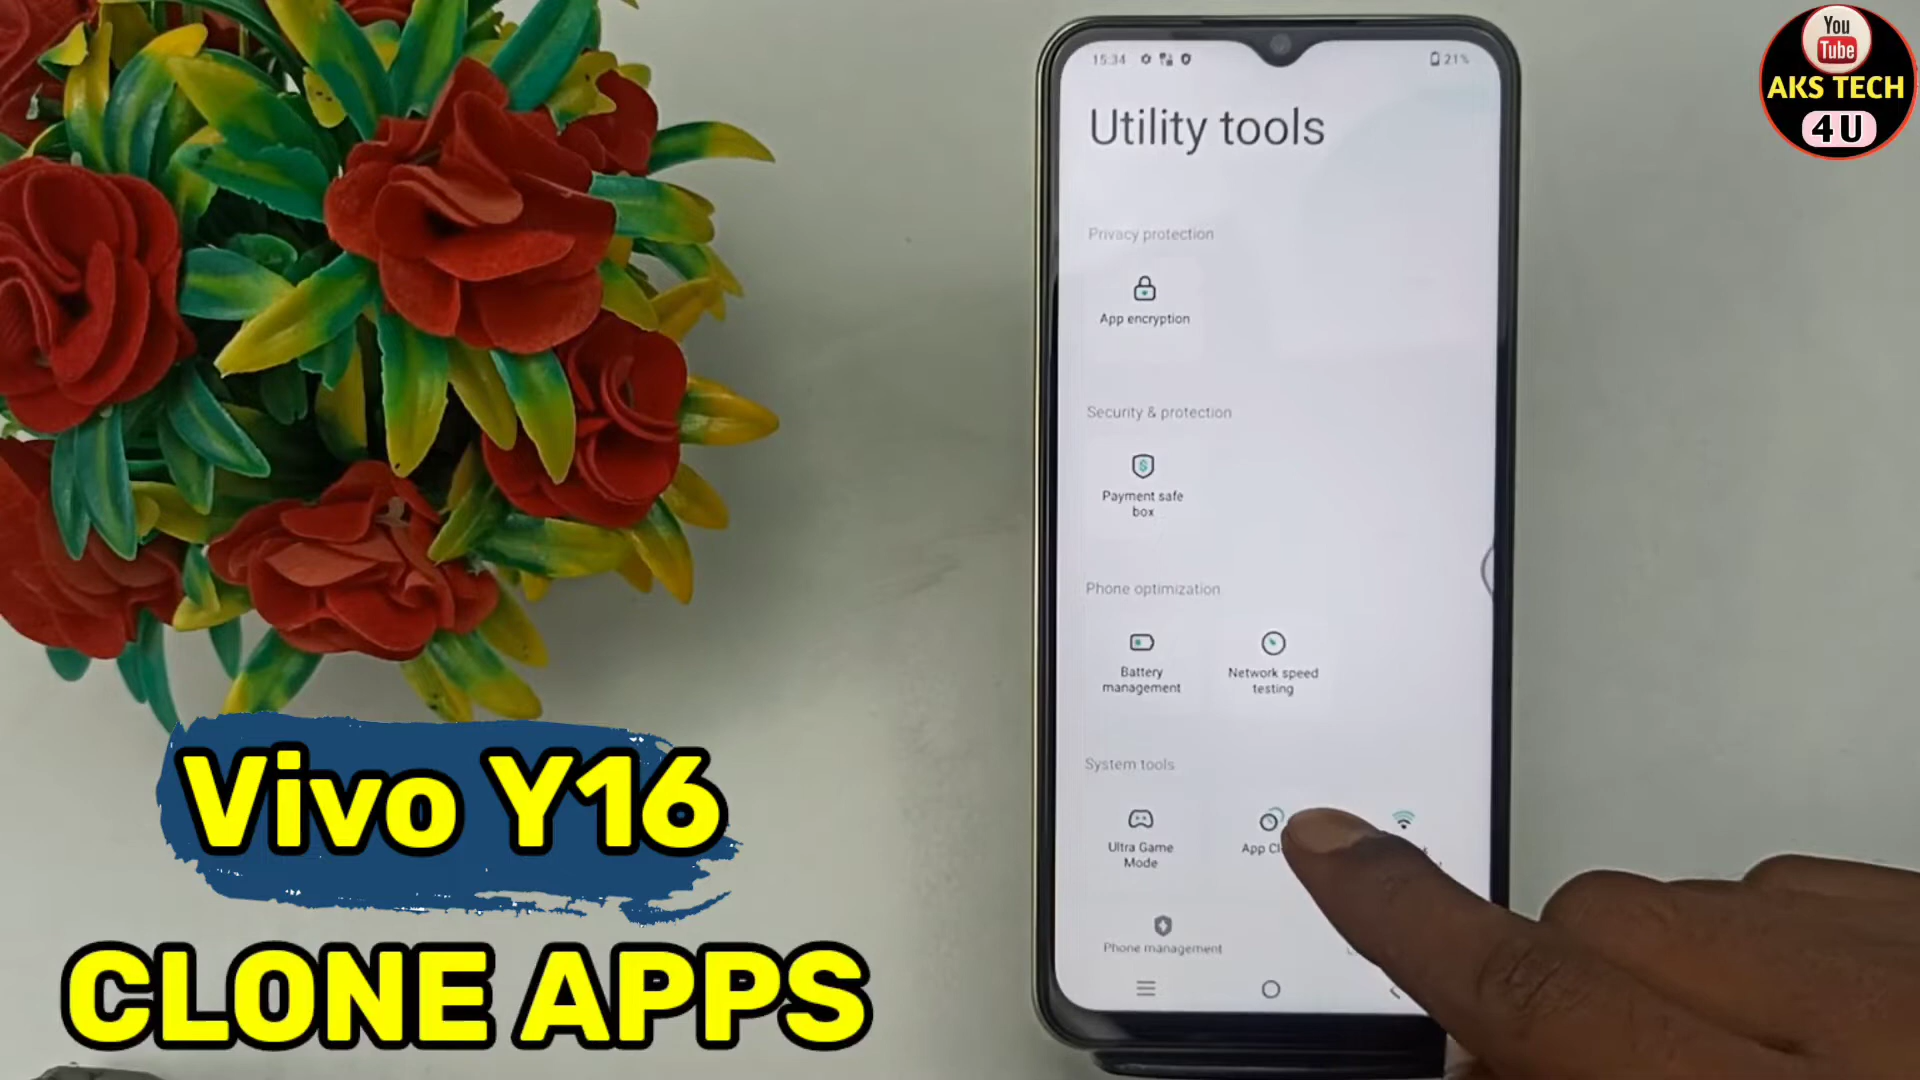 You
Tube
AKS TECH
4U
15:34
21%
Utility tools
Privacy protection
App encryption
Security & protection
Payment safe
box
Phone optimization
Battery
management
Network speed
testing
System tools
Ultra Game
Mode
App
Phone management
Vivo Y16
CLONE APPS